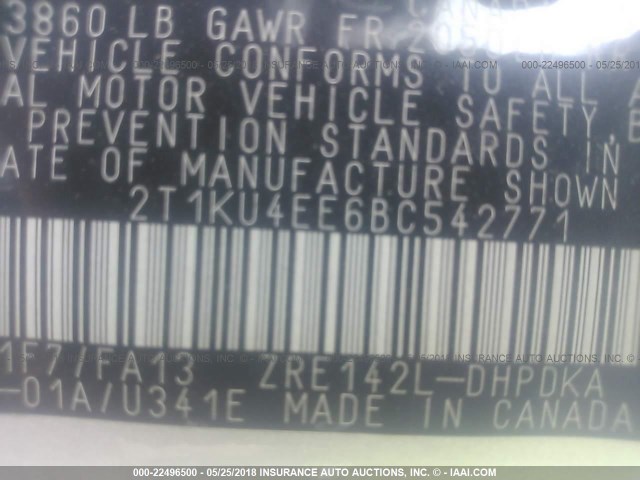 3860 LB GAWR FR
VEHICLE CONFORMS TO ALL
AL MOTOR VEHICLE SAFETY,
PREVENTION STANDARDS IN
ATE OF MANUFACTURE SHOWN
2T1KU4EE6BC542771
1F77/FA13 ZRE142L-DHPDKA
-01A/U341E MADE IN CANADA
000-22496500 - 05/25/2018 INSURANCE AUTO AUCTIONS, INC. - © - IAAI.COM